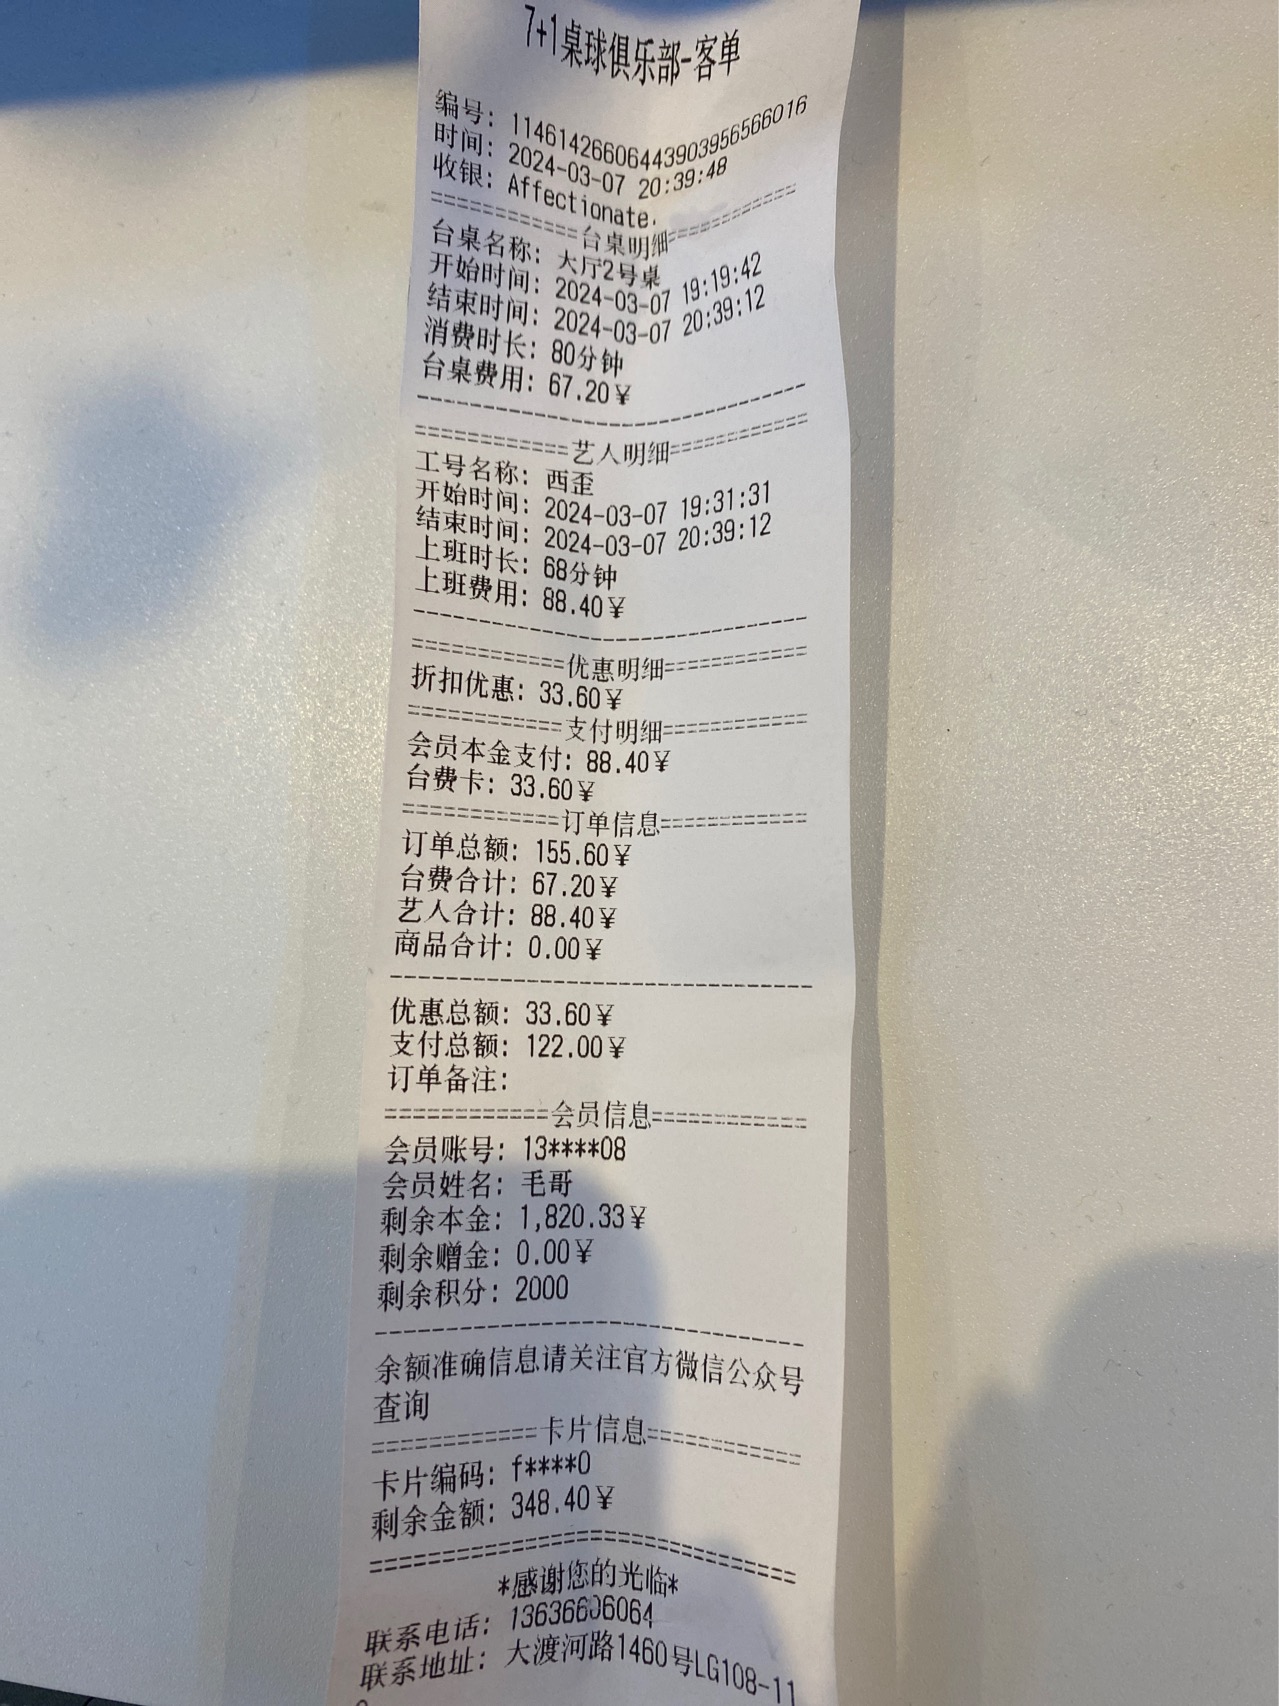 7+1桌球俱乐部-客单
编号: 1146142660644390395656​6016
时间: 2024-03-07 20:39:48
收银: Affectionate.
============台桌明细============
台桌名称: 大厅2号桌
开始时间: 2024-03-07 19:19:42
结束时间: 2024-03-07 20:39:12
消费时长: 80分钟
台桌费用: 67.20¥
--------------------------------
============艺人明细============
工号名称: 西歪
开始时间: 2024-03-07 19:31:31
结束时间: 2024-03-07 20:39:12
上班时长: 68分钟
上班费用: 88.40¥
--------------------------------
============优惠明细============
折扣优惠: 33.60¥
============支付明细============
会员本金支付: 88.40¥
台费卡: 33.60¥
============订单信息============
订单总额: 155.60¥
台费合计: 67.20¥
艺人合计: 88.40¥
商品合计: 0.00¥
--------------------------------
优惠总额: 33.60¥
支付总额: 122.00¥
订单备注:
============会员信息============
会员账号: 13****08
会员姓名: 毛哥
剩余本金: 1,820.33¥
剩余赠金: 0.00¥
剩余积分: 2000
--------------------------------
余额准确信息请关注官方微信公众号
查询
============卡片信息============
卡片编码: f****0
剩余金额: 348.40¥
================================
*感谢您的光临*
联系电话: 13636606064
联系地址: 大渡河路1460号LG108-11